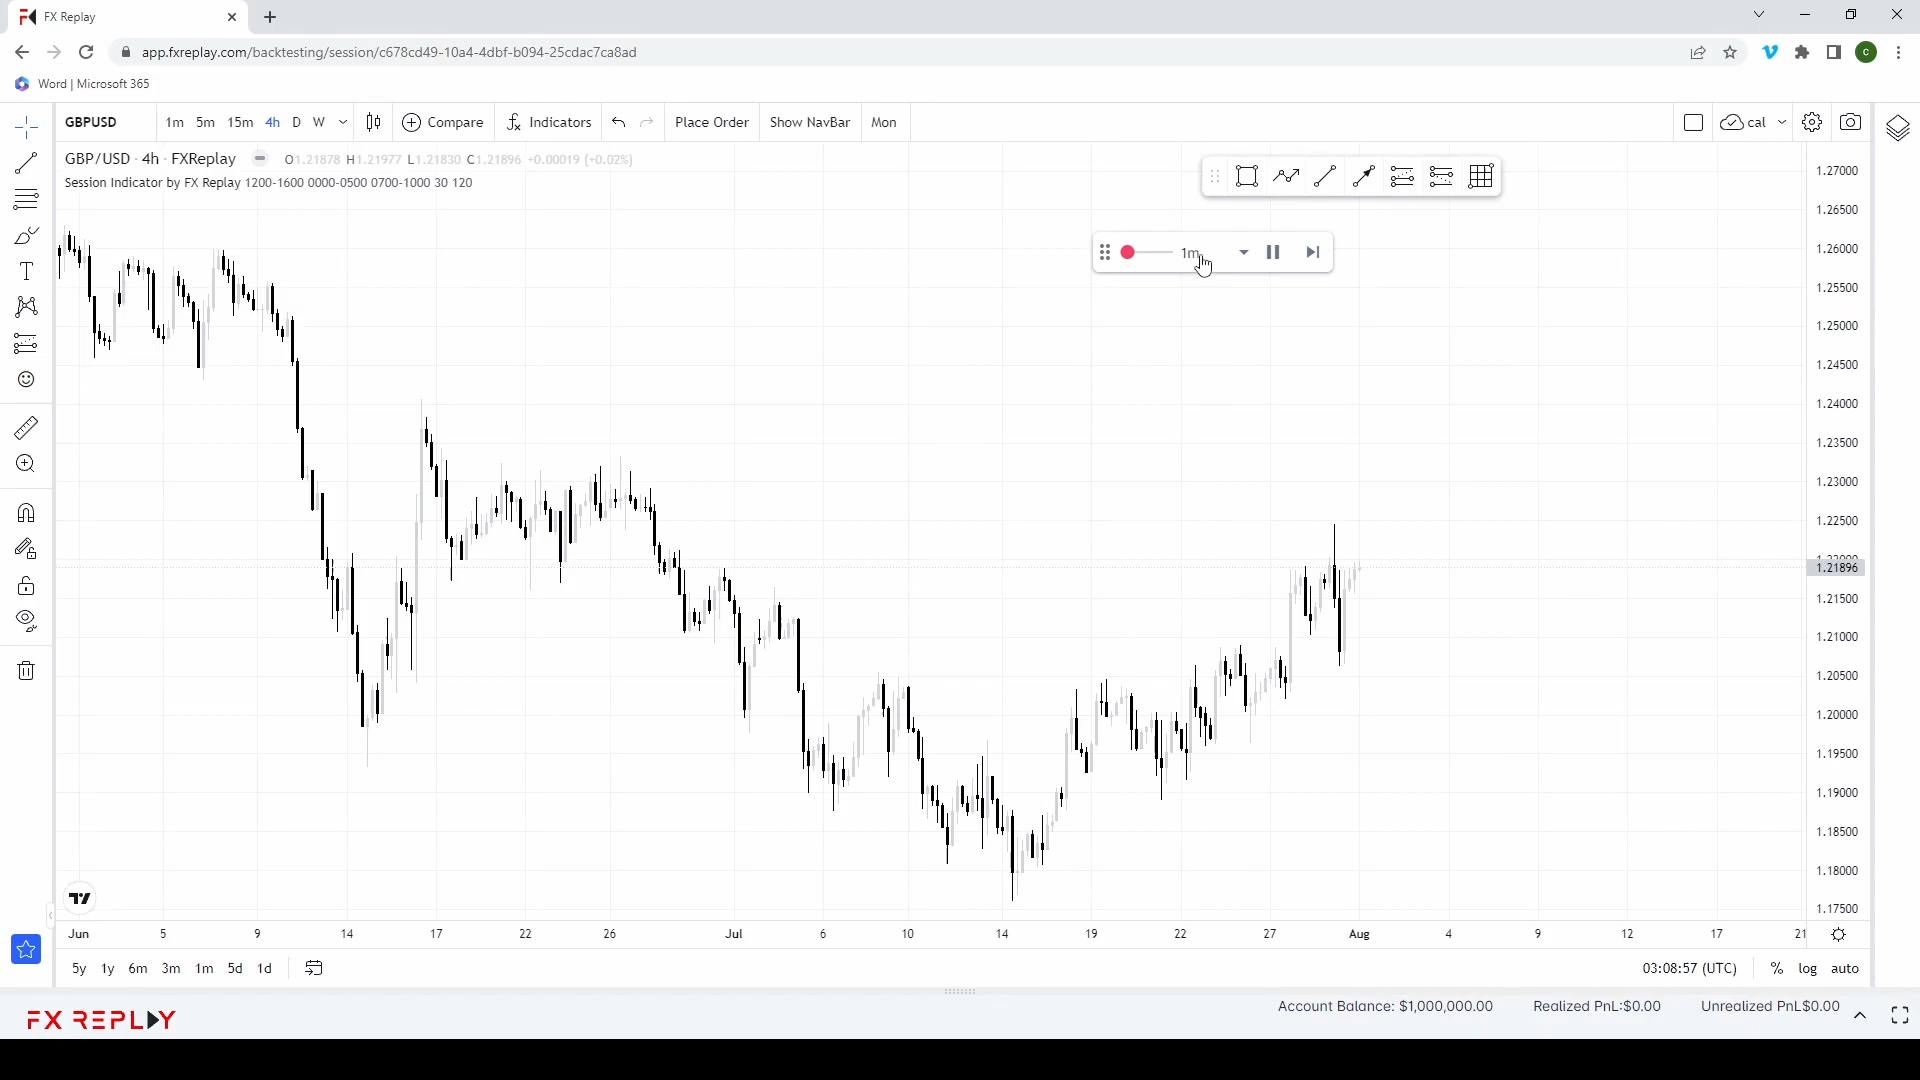 FX Replay
app.fxreplay.com/backtesting/session/c678cd49-10a4-4dbf-b094-25cdac7ca8ad
c
Word | Microsoft 365
GBPUSD 1m 5m 15m 4h D W Compare Indicators Place Order Show NavBar Mon cal
GBP/USD · 4h · FXReplay O1.21878 H1.21977 L1.21830 C1.21896 +0.00019 (+0.02%)
Session Indicator by FX Replay 1200-1600 0000-0500 0700-1000 30 120
1m
1.27000
1.26500
1.26000
1.25500
1.25000
1.24500
1.24000
1.23500
1.23000
1.22500
1.22000
1.21896
1.21500
1.21000
1.20500
1.20000
1.19500
1.19000
1.18500
1.18000
1.17500
Jun 5 9 14 17 22 26 Jul 6 10 14 19 22 27 Aug 4 9 12 17 21
5y 1y 6m 3m 1m 5d 1d 03:08:57 (UTC) % log auto
FX REPLAY Account Balance: $1,000,000.00 Realized PnL:$0.00 Unrealized PnL$0.00